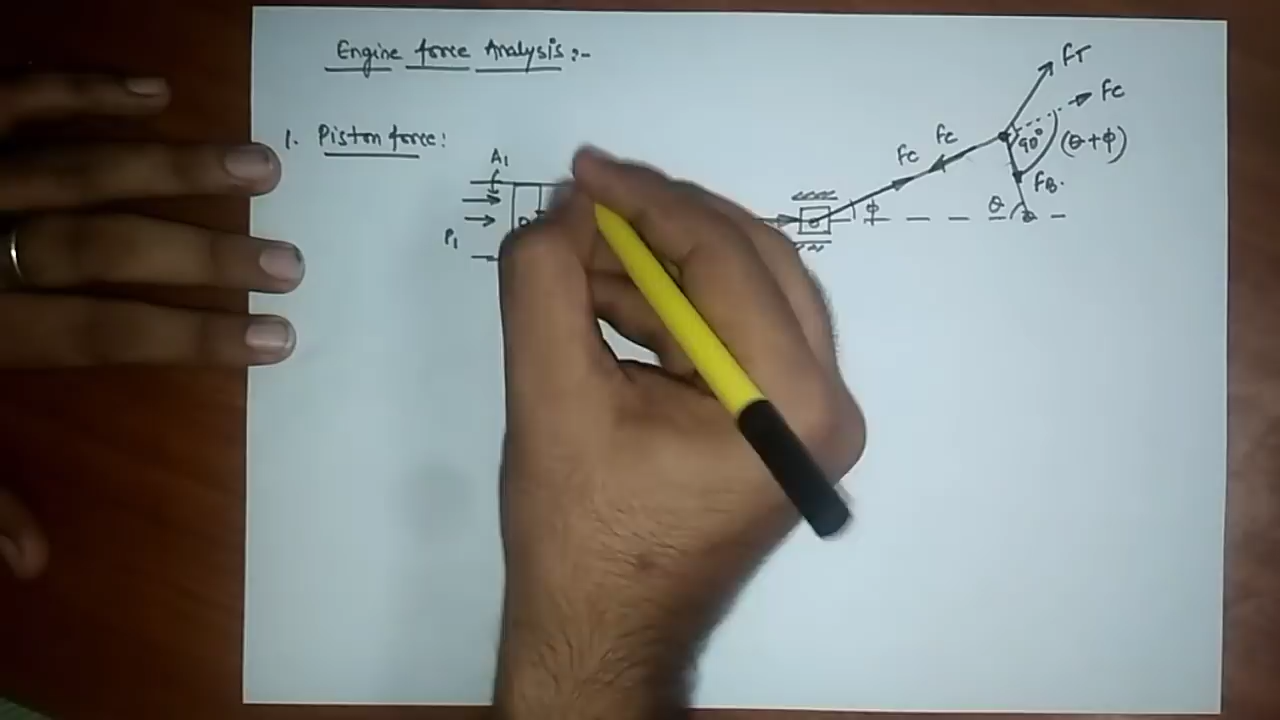 Engine force Analysis:-
1. Piston force:
A1
P1
FT
Fc
Fc
Fc
90°
(θ+φ)
FB.
φ
θ